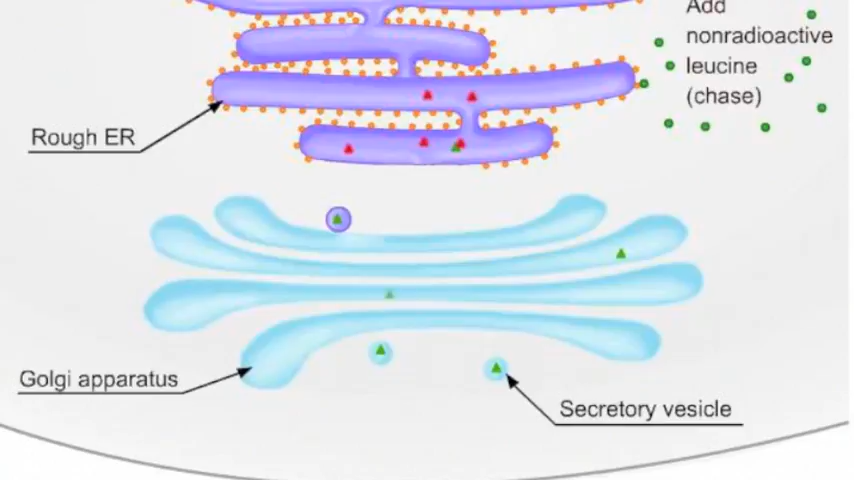 Add
nonradioactive
leucine
(chase)
Rough ER
Golgi apparatus
Secretory vesicle